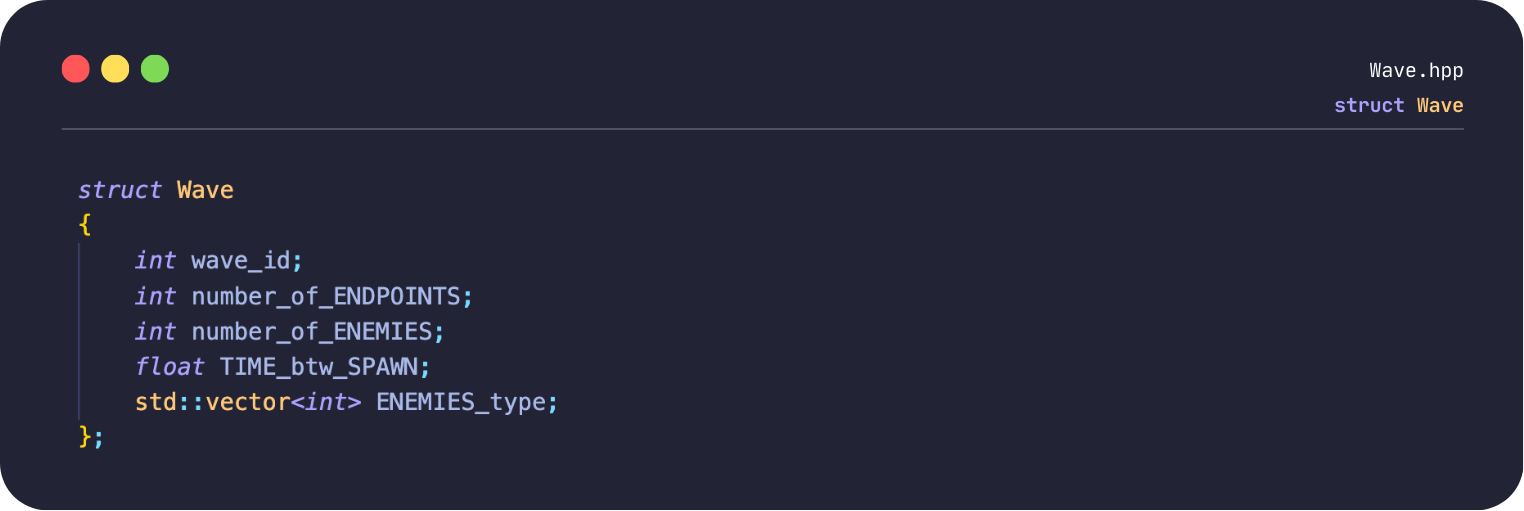 Wave.hpp
struct Wave
struct Wave
{
    int wave_id;
    int number_of_ENDPOINTS;
    int number_of_ENEMIES;
    float TIME_btw_SPAWN;
    std::vector<int> ENEMIES_type;
};